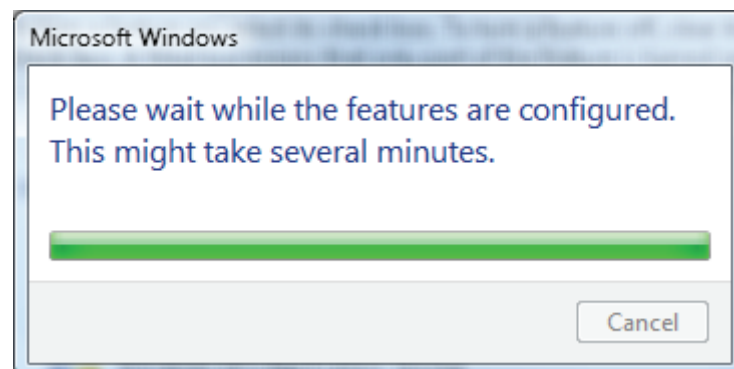 Microsoft Windows
Please wait while the features are configured.
This might take several minutes.
Cancel